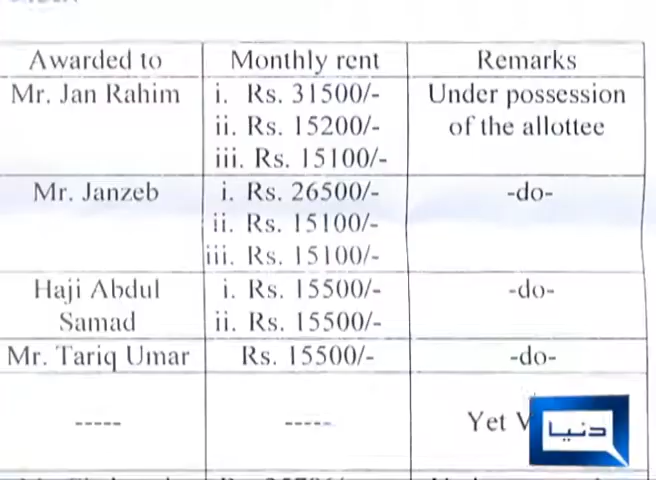 Awarded to Monthly rent Remarks
Mr. Jan Rahim i. Rs. 31500/- Under possession
ii. Rs. 15200/- of the allottee
iii. Rs. 15100/-
Mr. Janzeb i. Rs. 26500/- -do-
ii. Rs. 15100/-
iii. Rs. 15100/-
Haji Abdul i. Rs. 15500/- -do-
Samad ii. Rs. 15500/-
Mr. Tariq Umar Rs. 15500/- -do-
----- ----- Yet
دنیا